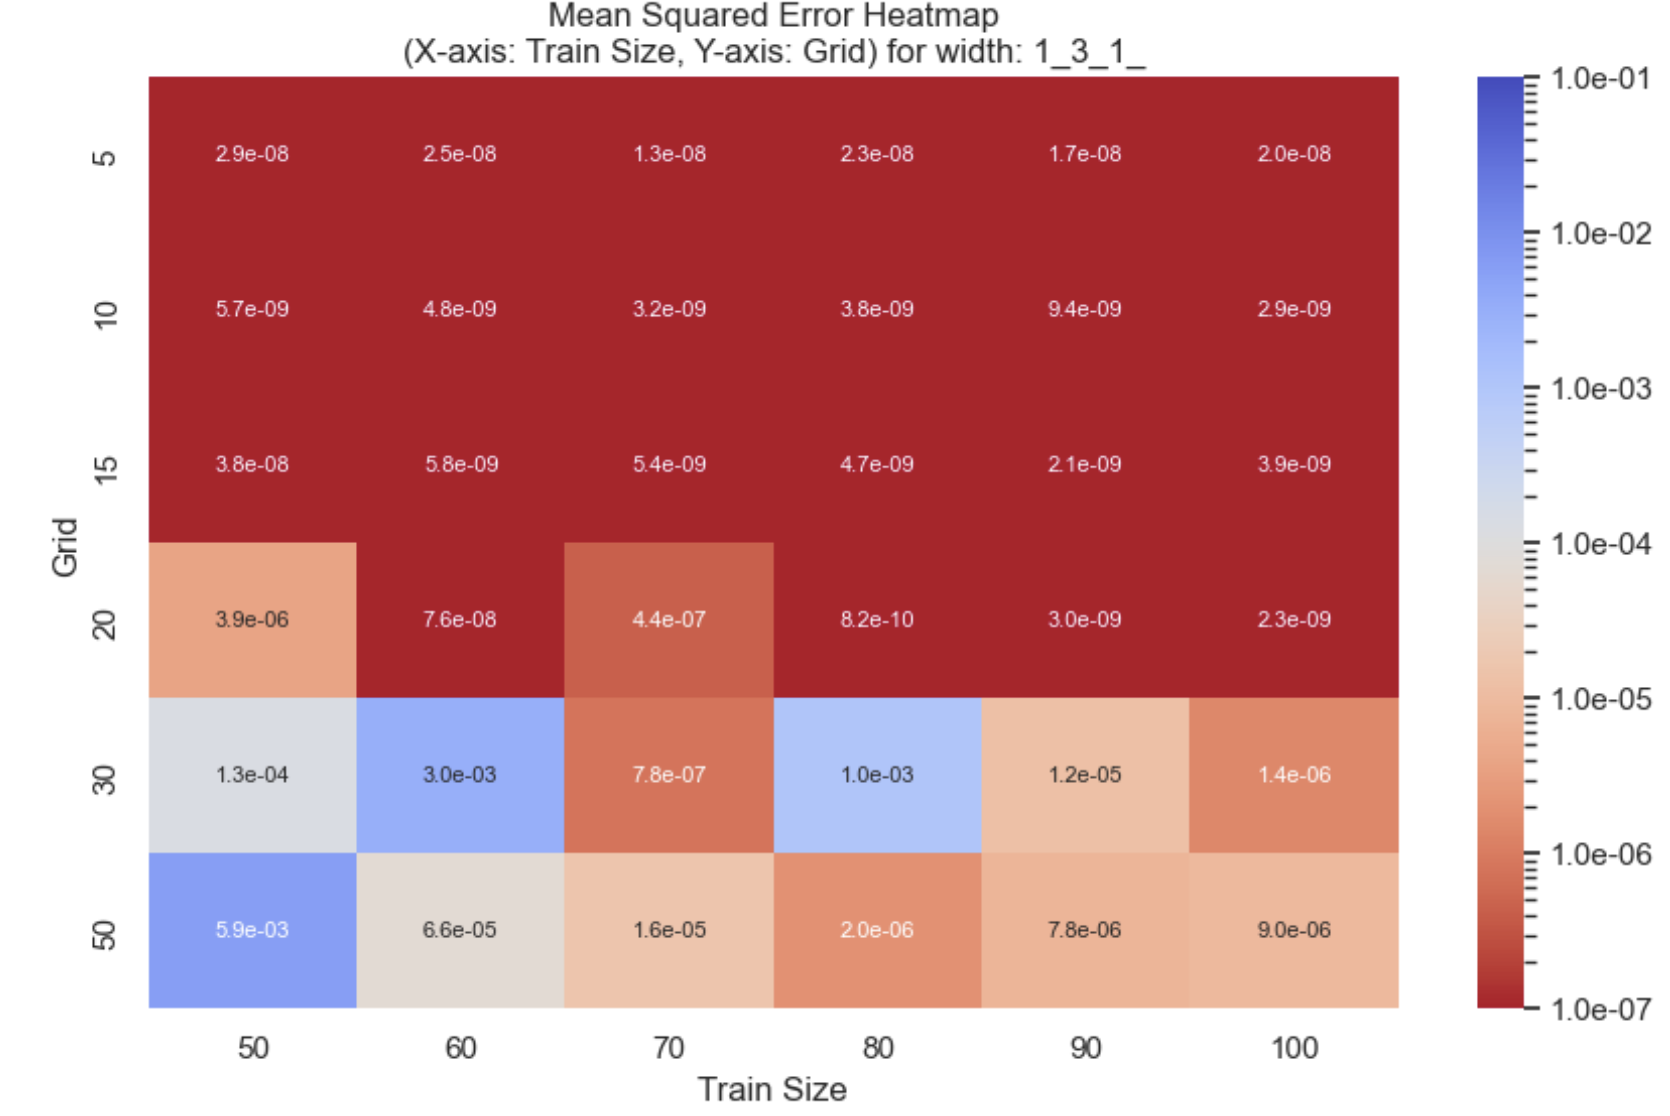 Mean Squared Error Heatmap
(X-axis: Train Size, Y-axis: Grid) for width: 1_3_1_
5 2.9e-08 2.5e-08 1.3e-08 2.3e-08 1.7e-08 2.0e-08
10 5.7e-09 4.8e-09 3.2e-09 3.8e-09 9.4e-09 2.9e-09
15 3.8e-08 5.8e-09 5.4e-09 4.7e-09 2.1e-09 3.9e-09
20 3.9e-06 7.6e-08 4.4e-07 8.2e-10 3.0e-09 2.3e-09
30 1.3e-04 3.0e-03 7.8e-07 1.0e-03 1.2e-05 1.4e-06
50 5.9e-03 6.6e-05 1.6e-05 2.0e-06 7.8e-06 9.0e-06
50 60 70 80 90 100
Train Size
Grid
1.0e-01
1.0e-02
1.0e-03
1.0e-04
1.0e-05
1.0e-06
1.0e-07